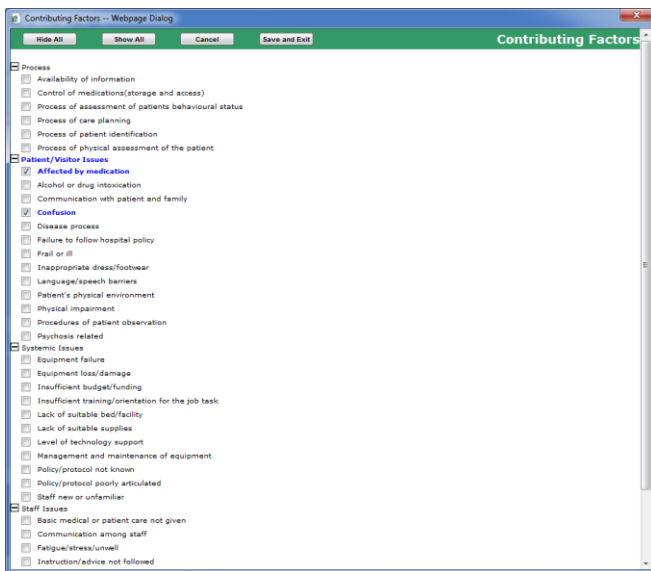 Contributing Factors -- Webpage Dialog
Hide All Show All Cancel Save and Exit Contributing Factors
Process
Availability of information
Control of medications(storage and access)
Process of assessment of patients behavioural status
Process of care planning
Process of patient identification
Process of physical assessment of the patient
Patient/Visitor Issues
Affected by medication
Alcohol or drug intoxication
Communication with patient and family
Confusion
Disease process
Failure to follow hospital policy
Frail or ill
Inappropriate dress/footwear
Language/speech barriers
Patient's physical environment
Physical impairment
Procedures of patient observation
Psychosis related
Systemic Issues
Equipment failure
Equipment loss/damage
Insufficient budget/funding
Insufficient training/orientation for the job task
Lack of suitable bed/facility
Lack of suitable supplies
Level of technology support
Management and maintenance of equipment
Policy/protocol not known
Policy/protocol poorly articulated
Staff new or unfamiliar
Staff Issues
Basic medical or patient care not given
Communication among staff
Fatigue/stress/unwell
Instruction/advice not followed